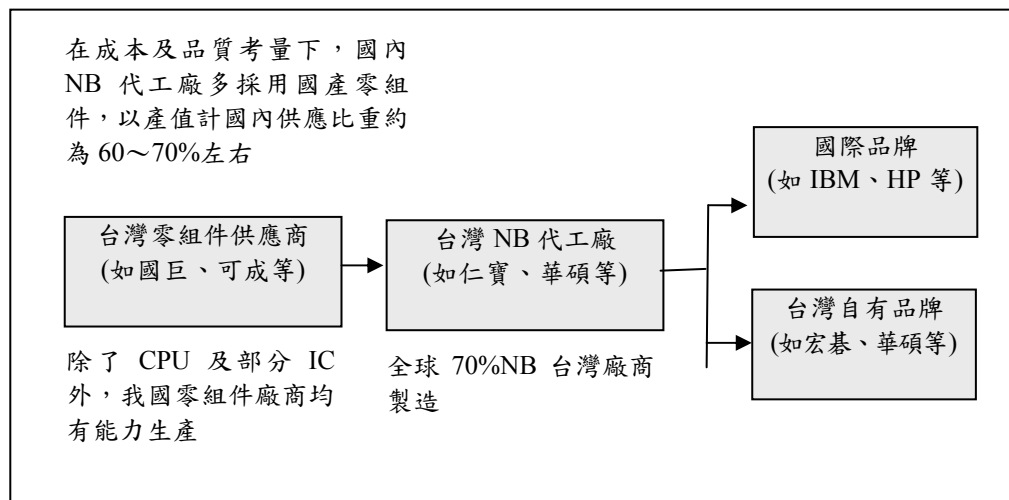 在成本及品質考量下，國內
NB 代工廠多採用國產零組
件，以產值計國內供應比重約
為 60～70%左右
國際品牌
(如 IBM、HP 等)
台灣零組件供應商
(如國巨、可成等)
台灣 NB 代工廠
(如仁寶、華碩等)
台灣自有品牌
(如宏碁、華碩等)
除了 CPU 及部分 IC
外，我國零組件廠商均
有能力生產
全球 70%NB 台灣廠商
製造